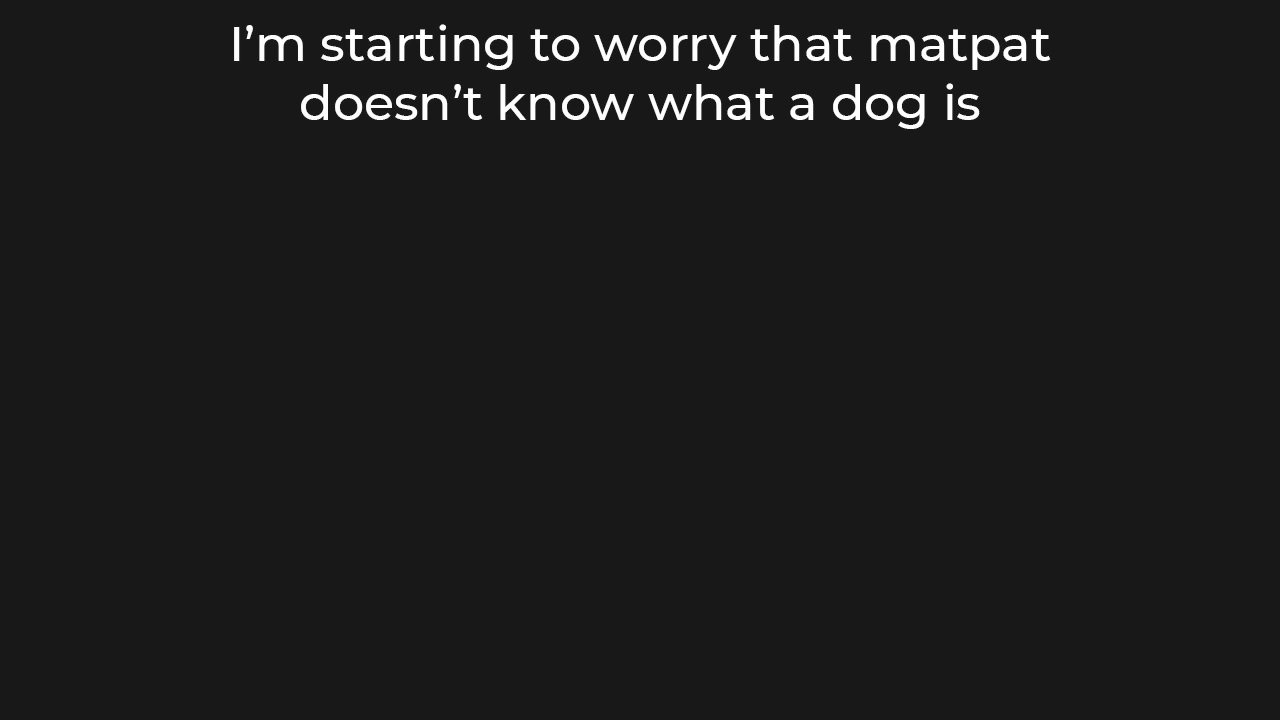 I’m starting to worry that matpat
doesn’t know what a dog is